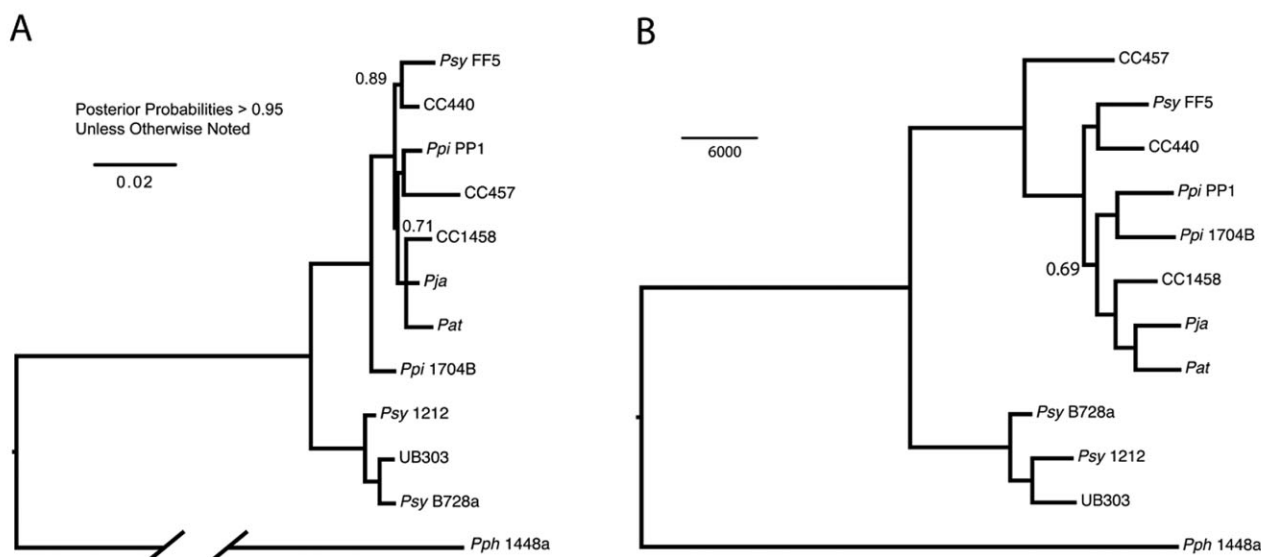 A
Posterior Probabilities > 0.95
Unless Otherwise Noted
0.02
0.89
Psy FF5
CC440
Ppi PP1
CC457
0.71
CC1458
Pja
Pat
Ppi 1704B
Psy 1212
UB303
Psy B728a
Pph 1448a
B
6000
CC457
Psy FF5
CC440
Ppi PP1
Ppi 1704B
0.69
CC1458
Pja
Pat
Psy B728a
Psy 1212
UB303
Pph 1448a